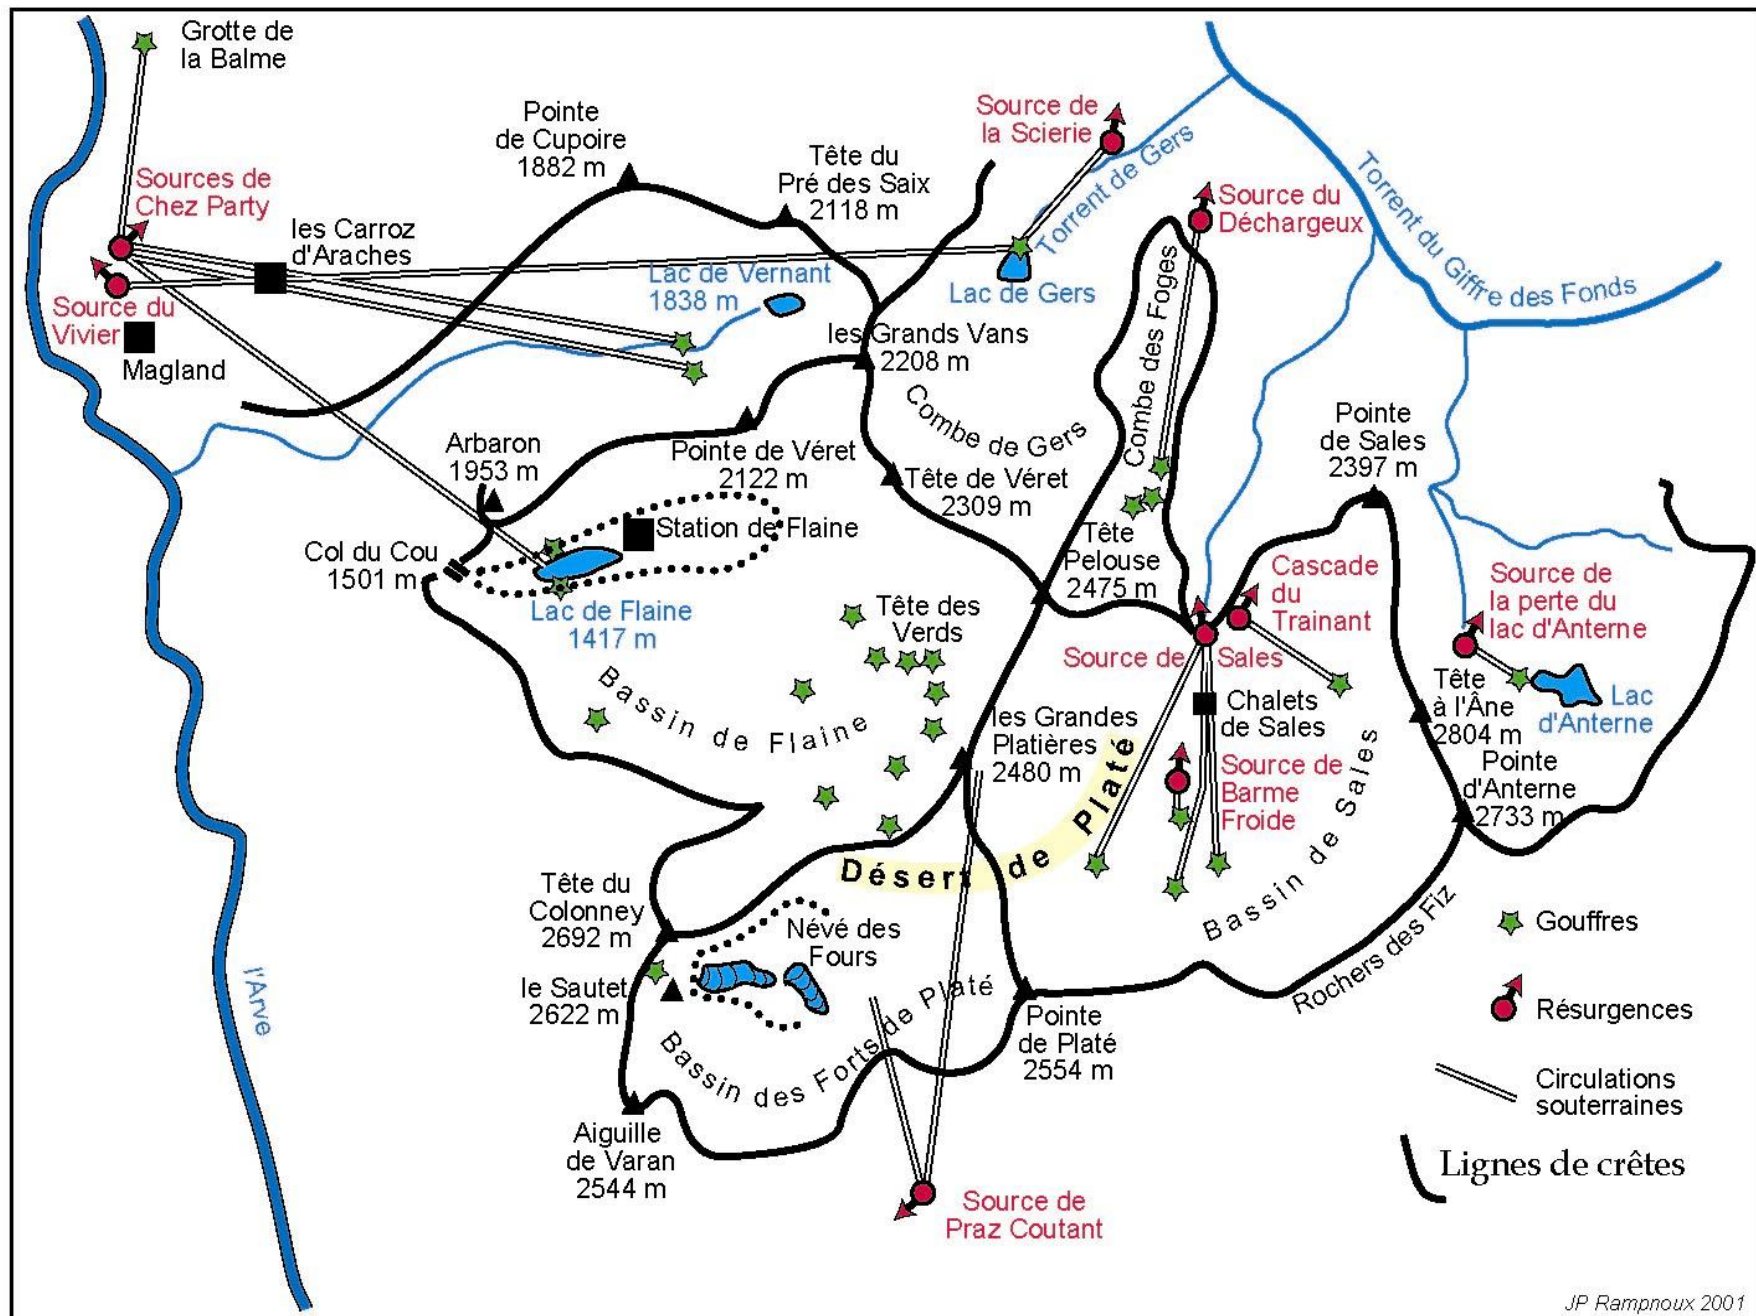 Grotte de
la Balme
Pointe
de Cupoire
1882 m
Tête du
Pré des Saix
2118 m
Source de
la Scierie
Torrent de Gers
Torrent du Giffre des Fonds
Sources de
Chez Party
les Carroz
d'Araches
Source du
Déchargeux
Lac de Vernant
1838 m
Lac de Gers
Source du
Vivier
Magland
les Grands Vans
2208 m
Combe des Foges
Combe de Gers
Pointe
de Sales
2397 m
Arbaron
1953 m
Pointe de Véret
2122 m
Tête de Véret
2309 m
Station de Flaine
Col du Cou
1501 m
Tête
Pelouse
2475 m
Cascade
du
Trainant
Source de
la perte du
lac d'Anterne
Lac de Flaine
1417 m
Tête des
Verds
Source de Sales
Bassin de Flaine
Chalets
de Sales
Tête
à l'Âne
2804 m
Lac
d'Anterne
les Grandes
Platières
2480 m
Source de
Barme
Froide
Pointe
d'Anterne
2733 m
Bassin de Sales
Désert de Platé
Tête du
Colonney
2692 m
Névé des
Fours
le Sautet
2622 m
Rochers des Fiz
l'Arve
Bassin des Forts de Platé
Pointe
de Platé
2554 m
Aiguille
de Varan
2544 m
Source de
Praz Coutant
Gouffres
Résurgences
Circulations
souterraines
Lignes de crêtes
JP Rampnoux 2001